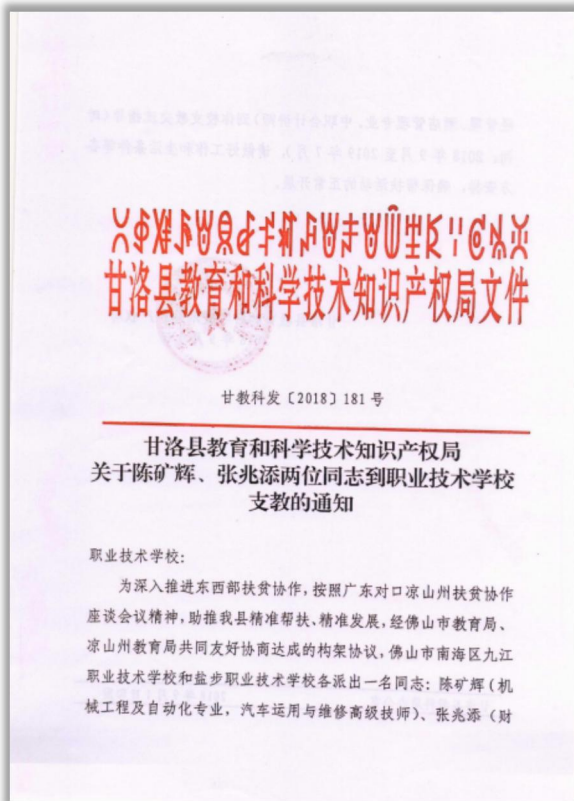 甘洛县教育和科学技术知识产权局文件
甘教科发〔2018〕181号
甘洛县教育和科学技术知识产权局
关于陈矿辉、张兆添两位同志到职业技术学校
支教的通知
职业技术学校：
为深入推进东西部扶贫协作，按照广东对口凉山州扶贫协作
座谈会议精神，助推我县精准帮扶、精准发展，经佛山市教育局、
凉山州教育局共同友好协商达成的构架协议，佛山市南海区九江
职业技术学校和盐步职业技术学校各派出一名同志：陈矿辉（机
械工程及自动化专业，汽车运用与维修高级技师）、张兆添（财